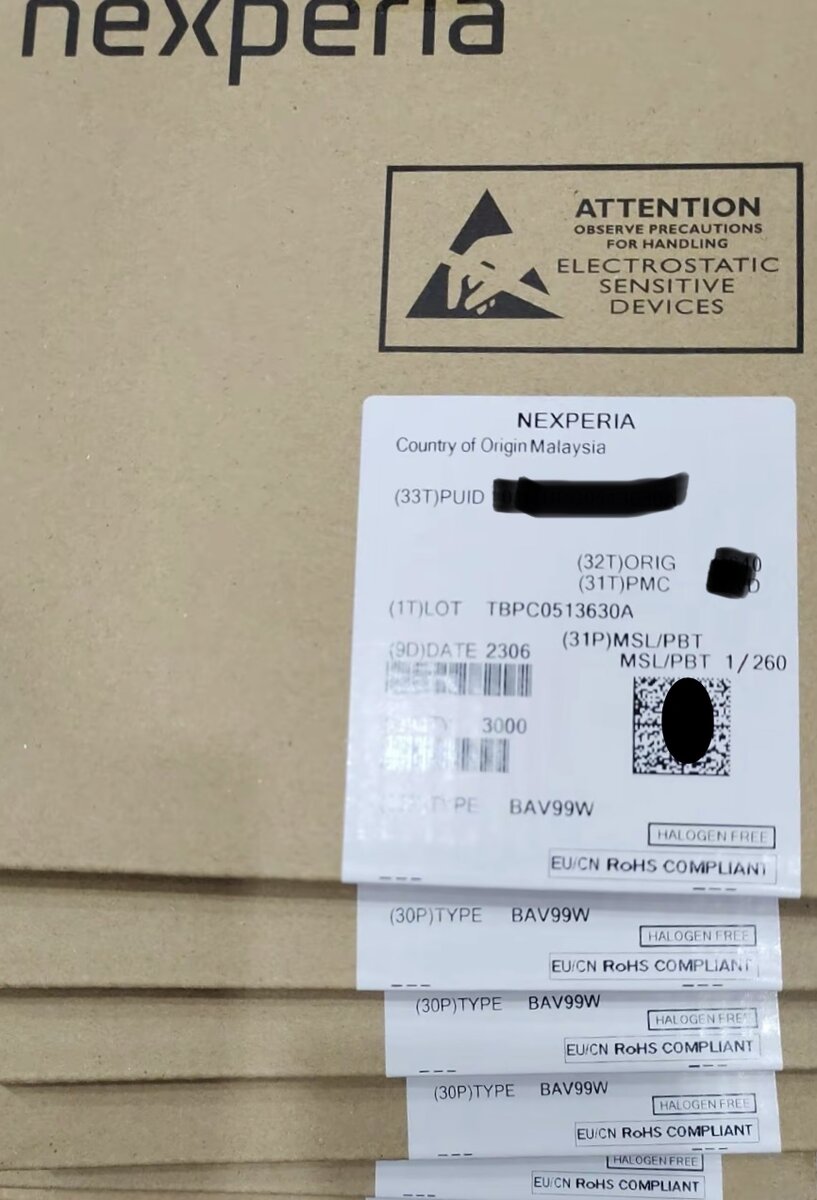 nexperia
ATTENTION
OBSERVE PRECAUTIONS
FOR HANDLING
ELECTROSTATIC
SENSITIVE
DEVICES
NEXPERIA
Country of Origin Malaysia
(33T)PUID
(32T)ORIG
(31T)PMC
(1T)LOT TBPC0513630A
(9D)DATE 2306
(31P)MSL/PBT
MSL/PBT 1/260
3000
TYPE BAV99W
HALOGEN FREE
EU/CN RoHS COMPLIANT
(30P)TYPE BAV99W
HALOGEN FREE
EU/CN RoHS COMPLIANT
(30P)TYPE BAV99W
HALOGEN FREE
EU/CN RoHS COMPLIANT
(30P)TYPE BAV99W
HALOGEN FREE
EU/CN RoHS COMPLIANT
HALOGEN FREE
EU/CN RoHS COMPLIANT